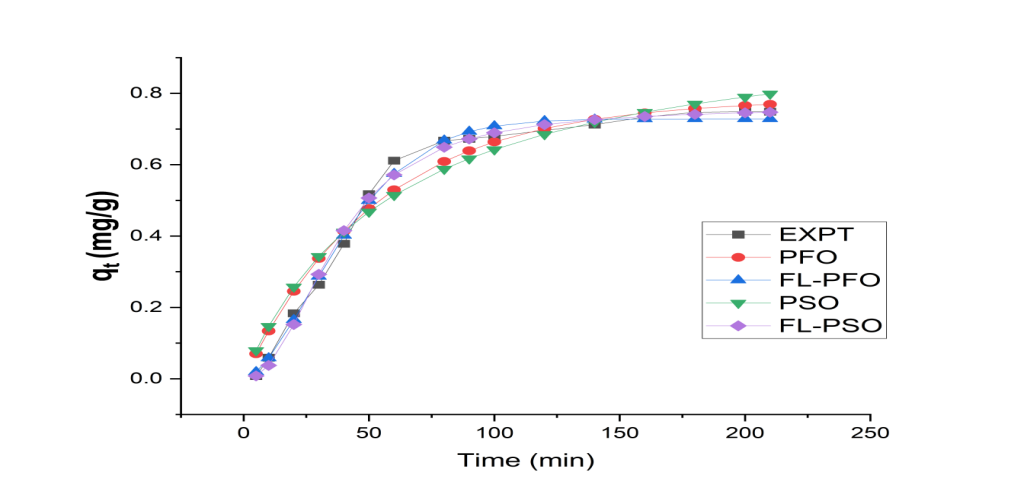 0.8
0.6
0.4
0.2
0.0
qt (mg/g)
0 50 100 150 200 250
Time (min)
EXPT
PFO
FL-PFO
PSO
FL-PSO